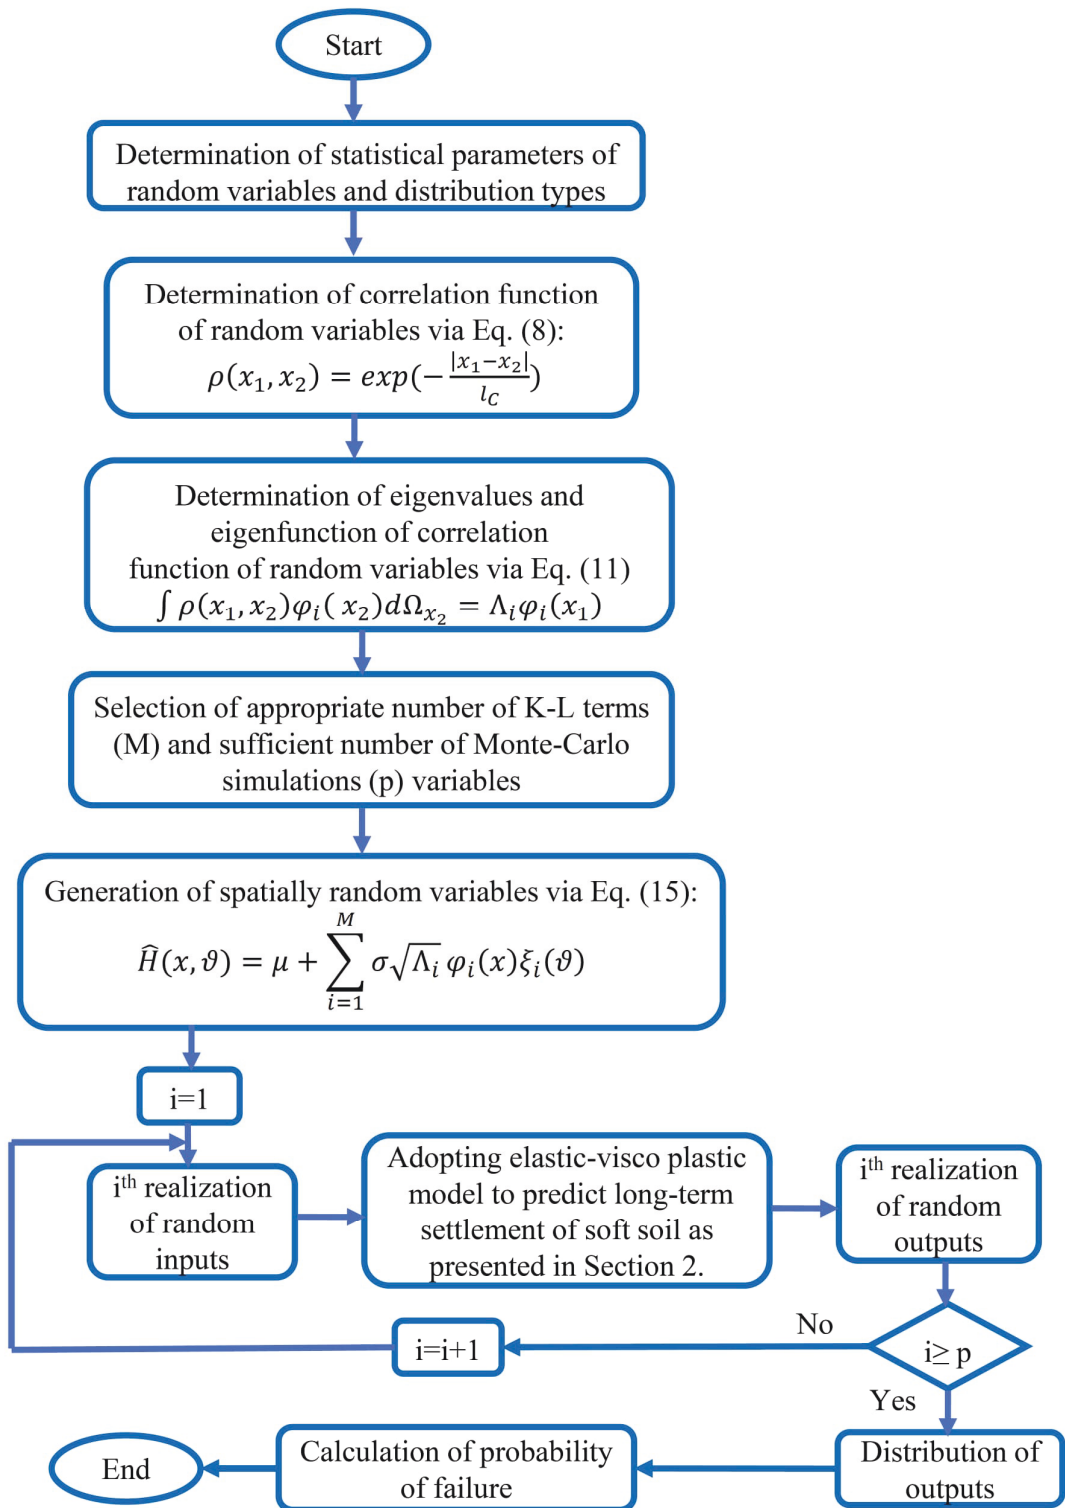 Start
Determination of statistical parameters of
random variables and distribution types
Determination of correlation function
of random variables via Eq. (8):
ρ(x₁, x₂) = exp(−|x₁−x₂|/l_C)
Determination of eigenvalues and
eigenfunction of correlation
function of random variables via Eq. (11)
∫ ρ(x₁, x₂)φᵢ( x₂)dΩ_{x₂} = Λᵢφᵢ(x₁)
Selection of appropriate number of K-L terms
(M) and sufficient number of Monte-Carlo
simulations (p) variables
Generation of spatially random variables via Eq. (15):
Ĥ(x, ϑ) = μ + ∑_{i=1}^{M} σ√Λᵢ φᵢ(x)ξᵢ(ϑ)
i=1
iᵗʰ realization
of random
inputs
Adopting elastic-visco plastic
model to predict long-term
settlement of soft soil as
presented in Section 2.
iᵗʰ realization
of random
outputs
i≥ p
No
i=i+1
Yes
Distribution of
outputs
Calculation of probability
of failure
End